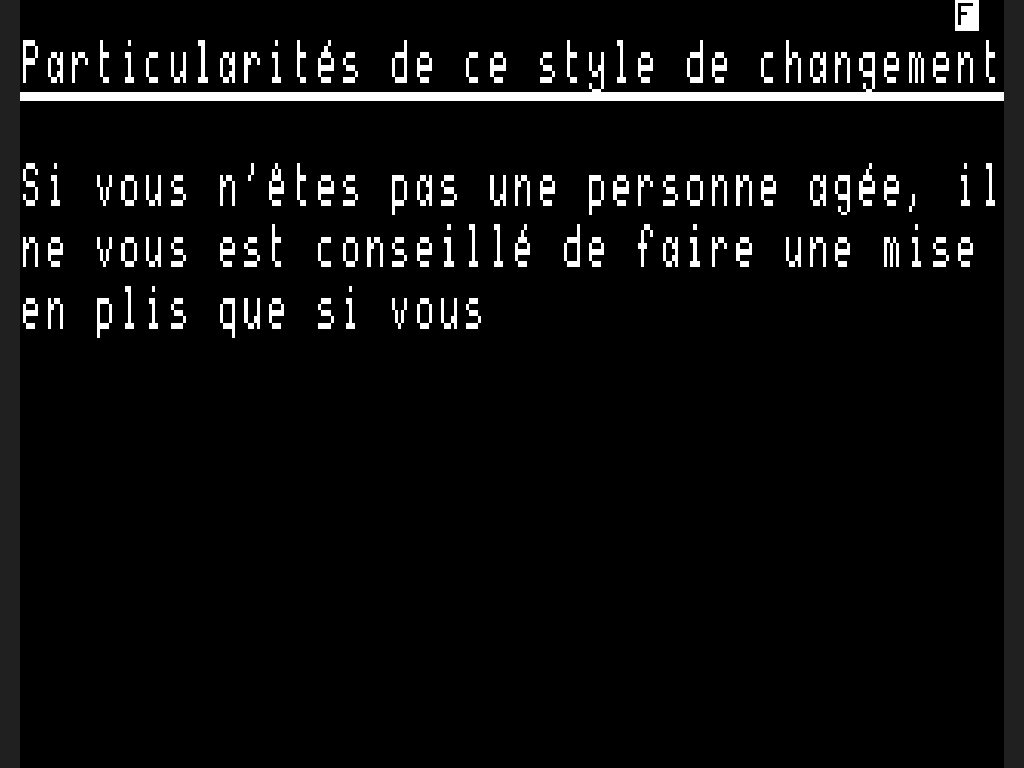 F
Particularités de ce style de changement
Si vous n'êtes pas une personne agée, il
ne vous est conseillé de faire une mise
en plis que si vous